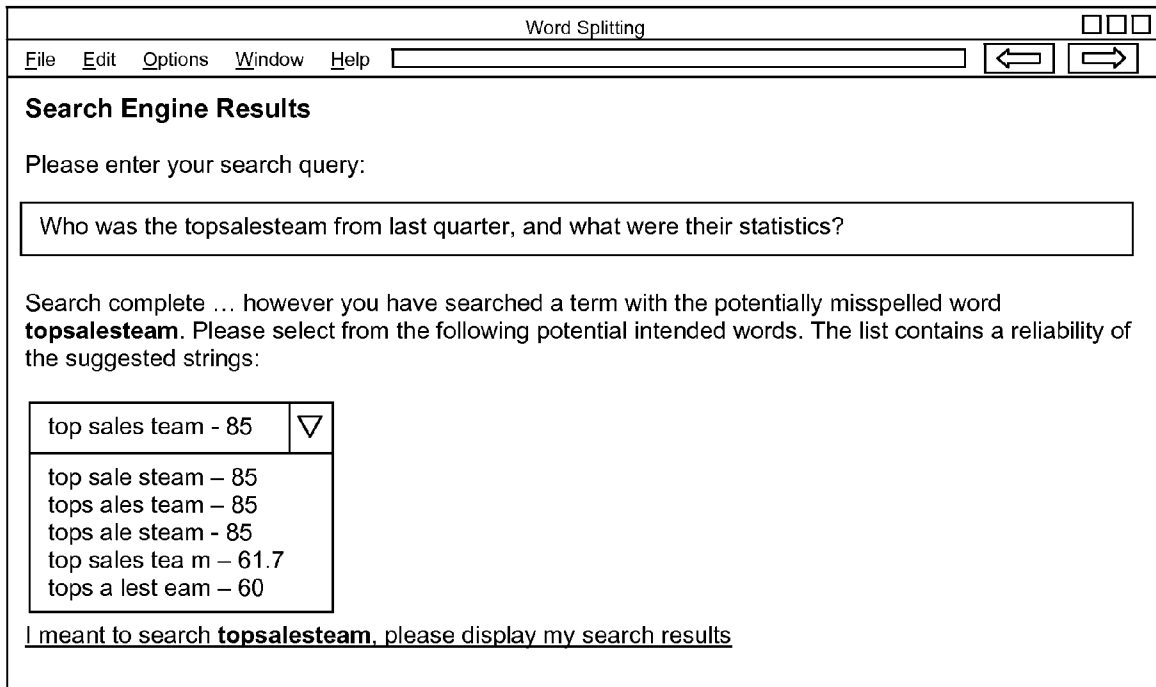 Word Splitting
File Edit Options Window Help
Search Engine Results
Please enter your search query:
Who was the topsalesteam from last quarter, and what were their statistics?
Search complete ... however you have searched a term with the potentially misspelled word
topsalesteam. Please select from the following potential intended words. The list contains a reliability of
the suggested strings:
top sales team - 85
top sale steam – 85
tops ales team – 85
tops ale steam - 85
top sales tea m – 61.7
tops a lest eam – 60
I meant to search topsalesteam, please display my search results